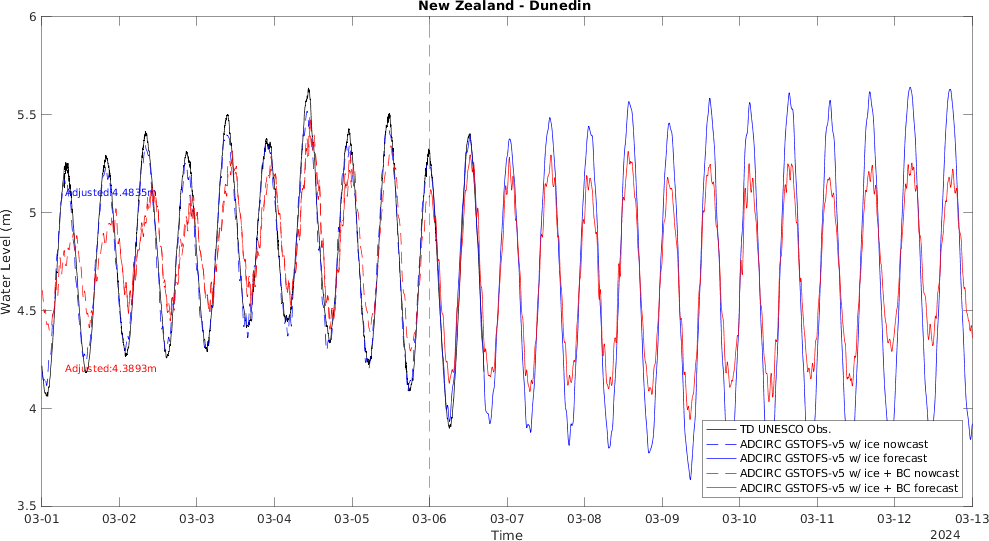 New Zealand - Dunedin
6
5.5
5
4.5
4
3.5
Water Level (m)
Adjusted:4.4835m
Adjusted:4.3893m
TD UNESCO Obs.
ADCIRC GSTOFS-v5 w/ ice nowcast
ADCIRC GSTOFS-v5 w/ ice forecast
ADCIRC GSTOFS-v5 w/ ice + BC nowcast
ADCIRC GSTOFS-v5 w/ ice + BC forecast
03-01 03-02 03-03 03-04 03-05 03-06 03-07 03-08 03-09 03-10 03-11 03-12 03-13
Time
2024